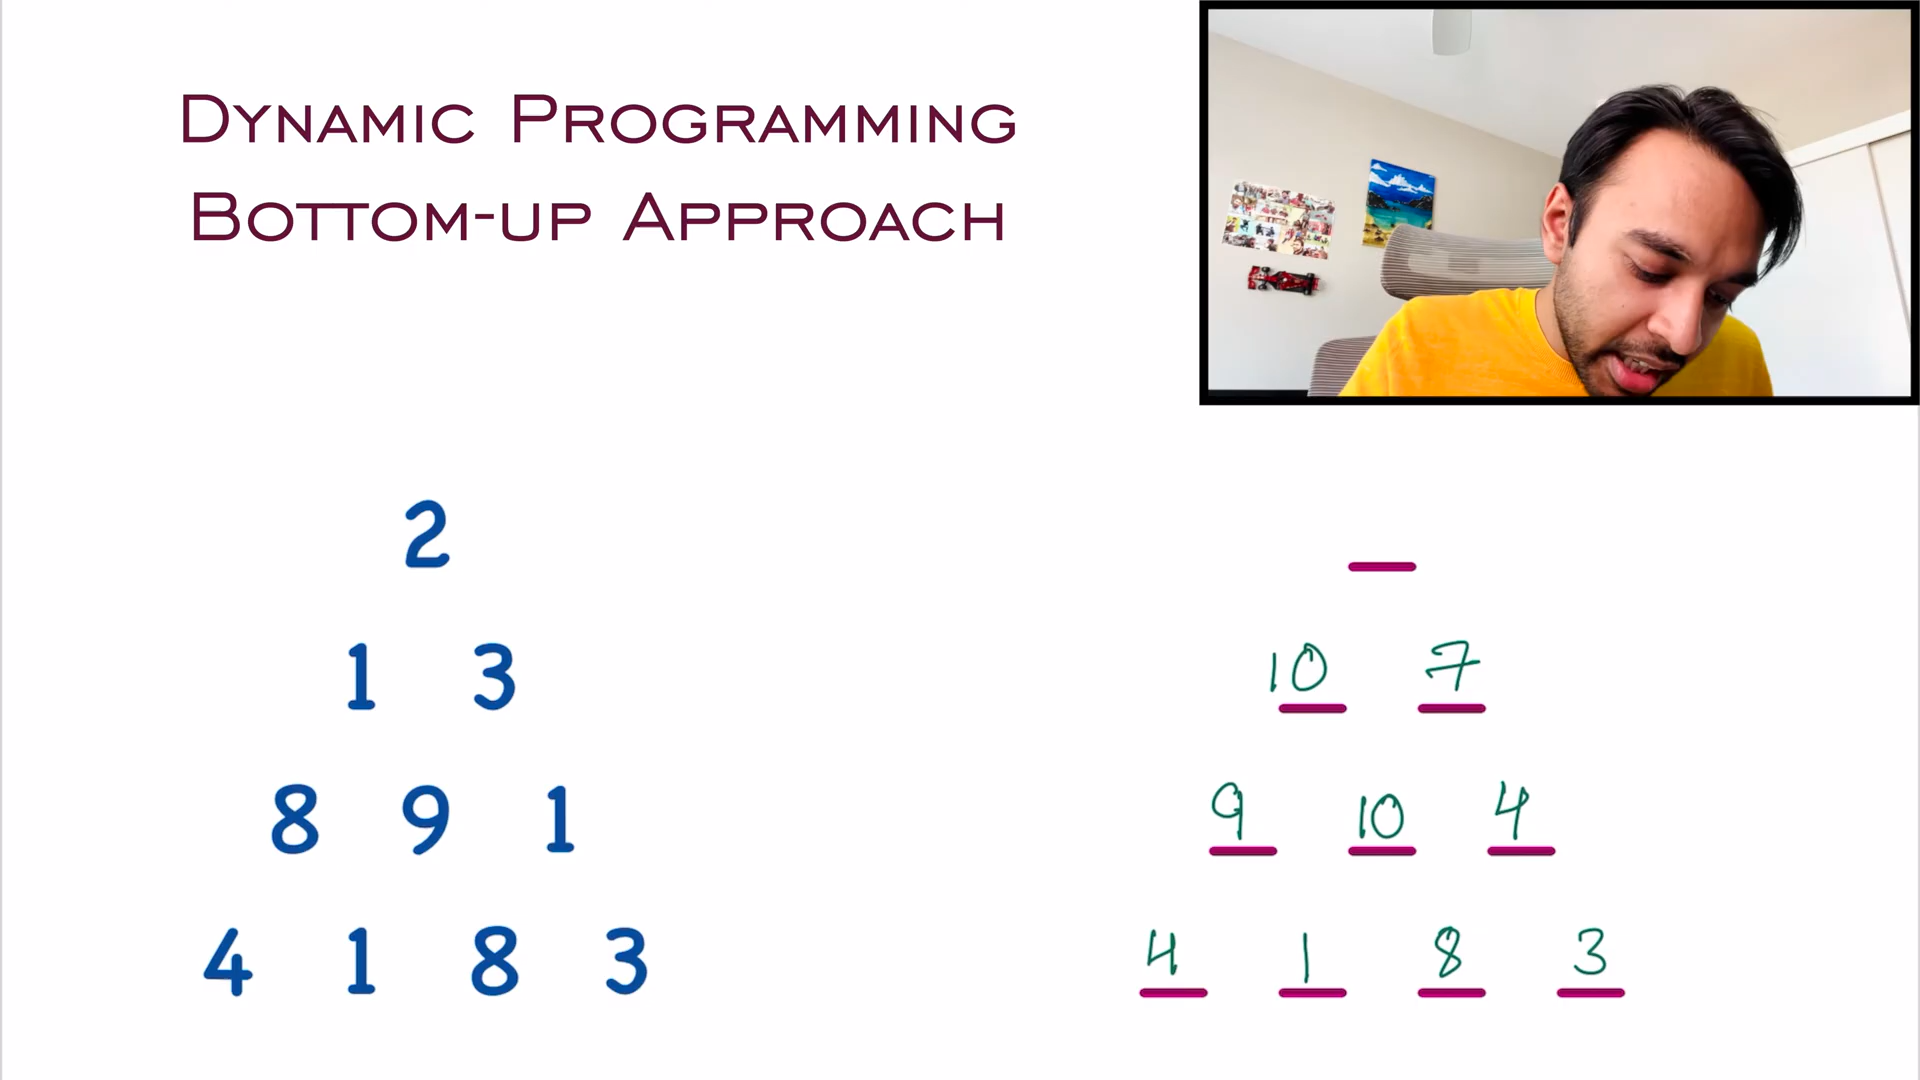 DYNAMIC PROGRAMMING
BOTTOM-UP APPROACH
2
1 3
8 9 1
4 1 8 3
10 7
9 10 4
4 1 8 3